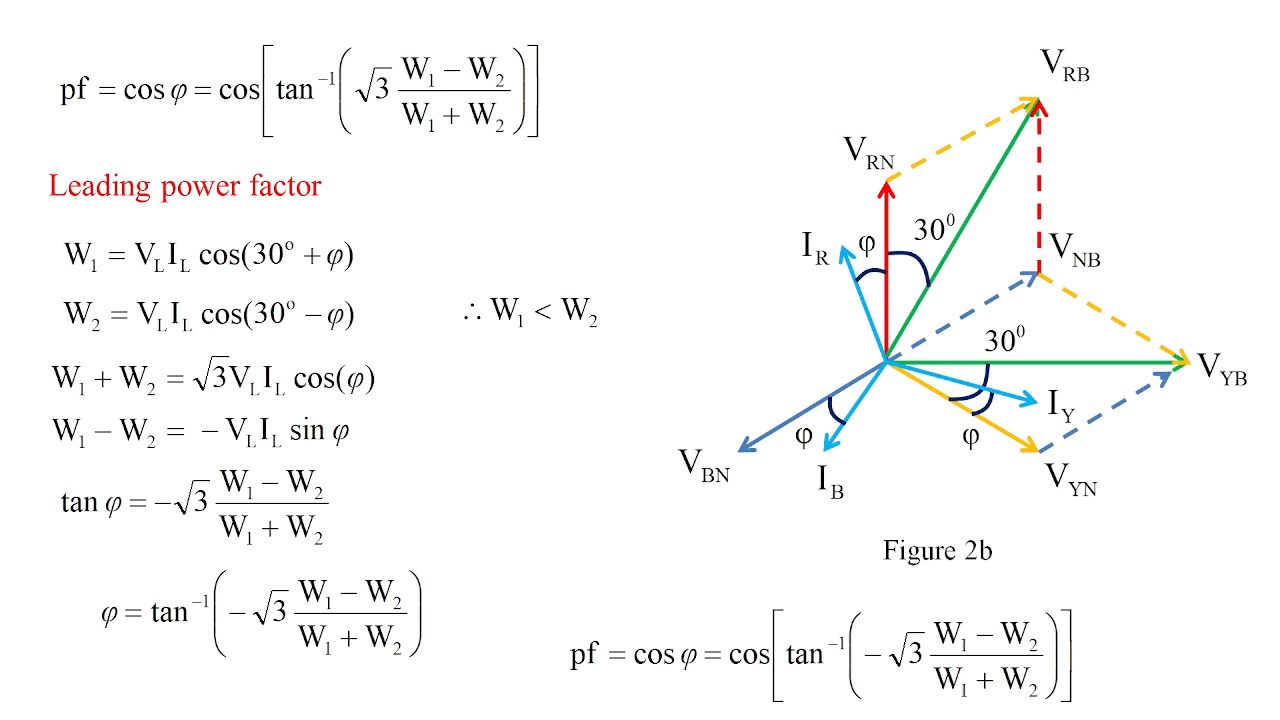 pf = cos φ = cos[tan⁻¹(√3 (W₁ − W₂)/(W₁ + W₂))]
Leading power factor
W₁ = V_L I_L cos(30° + φ)
W₂ = V_L I_L cos(30° − φ)
∴ W₁ < W₂
W₁ + W₂ = √3 V_L I_L cos(φ)
W₁ − W₂ = − V_L I_L sin φ
tan φ = −√3 (W₁ − W₂)/(W₁ + W₂)
φ = tan⁻¹(−√3 (W₁ − W₂)/(W₁ + W₂))
V_RB
V_RN
I_R
φ
30⁰
V_NB
30⁰
V_YB
I_Y
φ
V_YN
φ
V_BN
I_B
Figure 2b
pf = cos φ = cos[tan⁻¹(−√3 (W₁ − W₂)/(W₁ + W₂))]